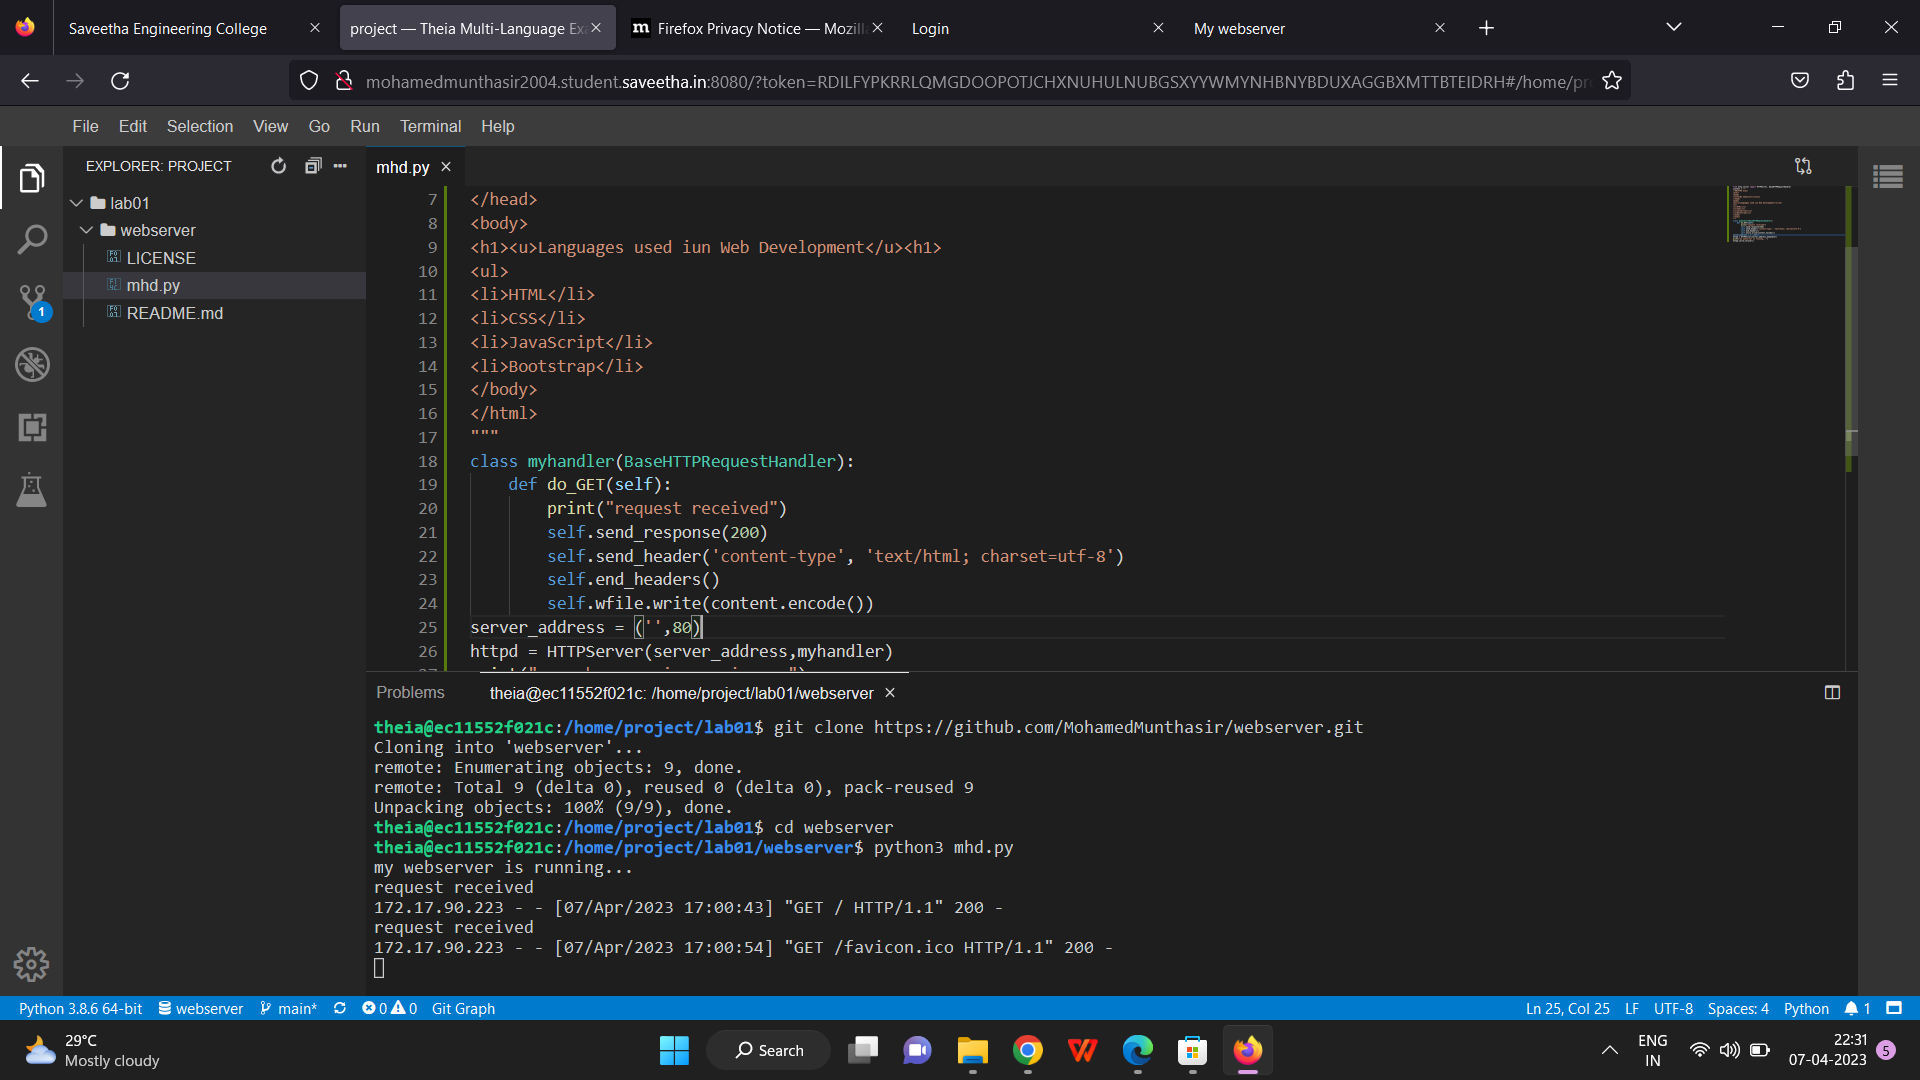 Saveetha Engineering College
project — Theia Multi-Language Exa
m Firefox Privacy Notice — Mozill
Login
My webserver
mohamedmunthasir2004.student.saveetha.in:8080/?token=RDILFYPKRRLQMGDOOPOTJCHXNUHULNUBGSXYYWMYNHBNYBDUXAGGBXMTTBTEIDRH#/home/pr
File Edit Selection View Go Run Terminal Help
EXPLORER: PROJECT
lab01
webserver
LICENSE
mhd.py
README.md
1
mhd.py
7 </head>
8 <body>
9 <h1><u>Languages used iun Web Development</u><h1>
10 <ul>
11 <li>HTML</li>
12 <li>CSS</li>
13 <li>JavaScript</li>
14 <li>Bootstrap</li>
15 </body>
16 </html>
17 """
18 class myhandler(BaseHTTPRequestHandler):
19     def do_GET(self):
20         print("request received")
21         self.send_response(200)
22         self.send_header('content-type', 'text/html; charset=utf-8')
23         self.end_headers()
24         self.wfile.write(content.encode())
25 server_address = ('',80)
26 httpd = HTTPServer(server_address,myhandler)
Problems theia@ec11552f021c: /home/project/lab01/webserver
theia@ec11552f021c:/home/project/lab01$ git clone https://github.com/MohamedMunthasir/webserver.git
Cloning into 'webserver'...
remote: Enumerating objects: 9, done.
remote: Total 9 (delta 0), reused 0 (delta 0), pack-reused 9
Unpacking objects: 100% (9/9), done.
theia@ec11552f021c:/home/project/lab01$ cd webserver
theia@ec11552f021c:/home/project/lab01/webserver$ python3 mhd.py
my webserver is running...
request received
172.17.90.223 - - [07/Apr/2023 17:00:43] "GET / HTTP/1.1" 200 -
request received
172.17.90.223 - - [07/Apr/2023 17:00:54] "GET /favicon.ico HTTP/1.1" 200 -
Python 3.8.6 64-bit webserver main* 0 0 Git Graph
Ln 25, Col 25 LF UTF-8 Spaces: 4 Python 1
29°C
Mostly cloudy
Search
ENG
IN
22:31
07-04-2023
5